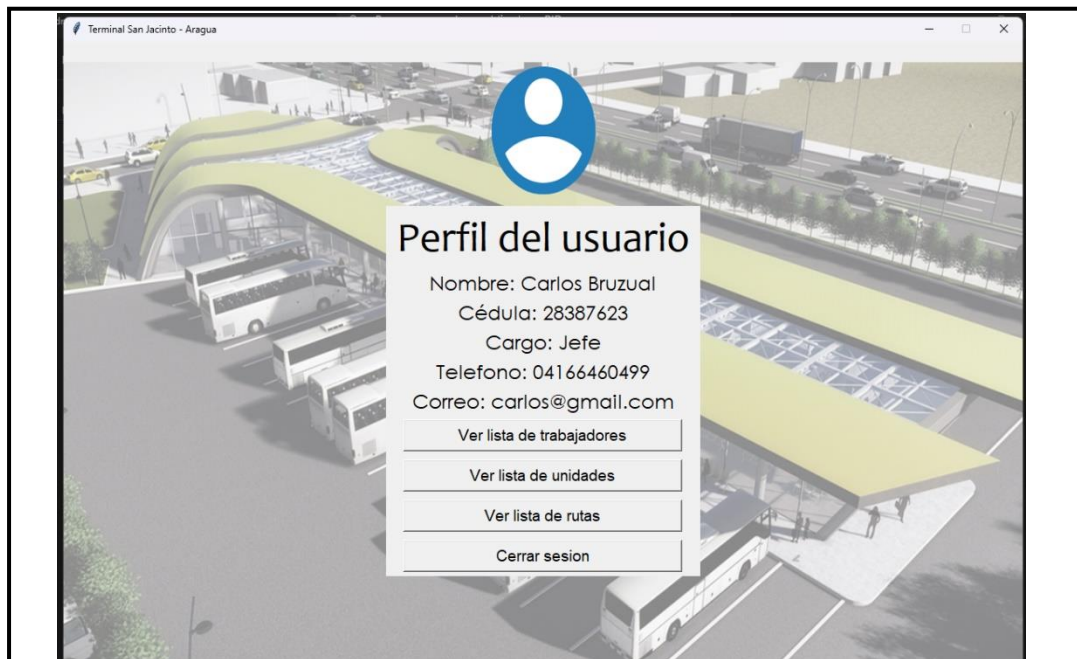 Terminal San Jacinto - Aragua
Perfil del usuario
Nombre: Carlos Bruzual
Cédula: 28387623
Cargo: Jefe
Telefono: 04166460499
Correo: carlos@gmail.com
Ver lista de trabajadores
Ver lista de unidades
Ver lista de rutas
Cerrar sesion